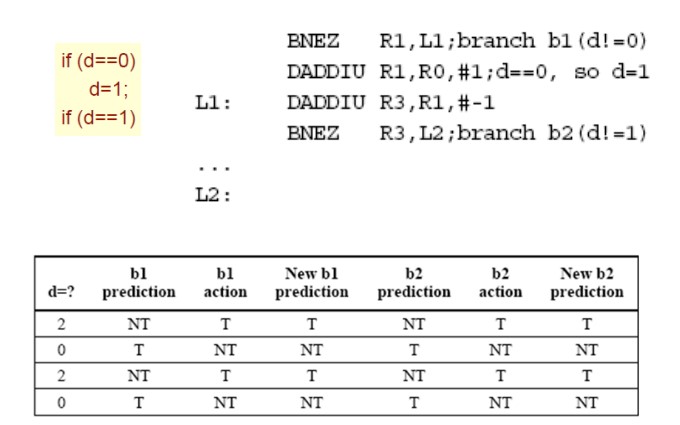 if (d==0)
d=1;
if (d==1)
BNEZ R1,L1;branch b1(d!=0)
DADDIU R1,R0,#1;d==0, so d=1
L1: DADDIU R3,R1,#-1
BNEZ R3,L2;branch b2(d!=1)
...
L2:
d=? b1 prediction b1 action New b1 prediction b2 prediction b2 action New b2 prediction
2 NT T T NT T T
0 T NT NT T NT NT
2 NT T T NT T T
0 T NT NT T NT NT